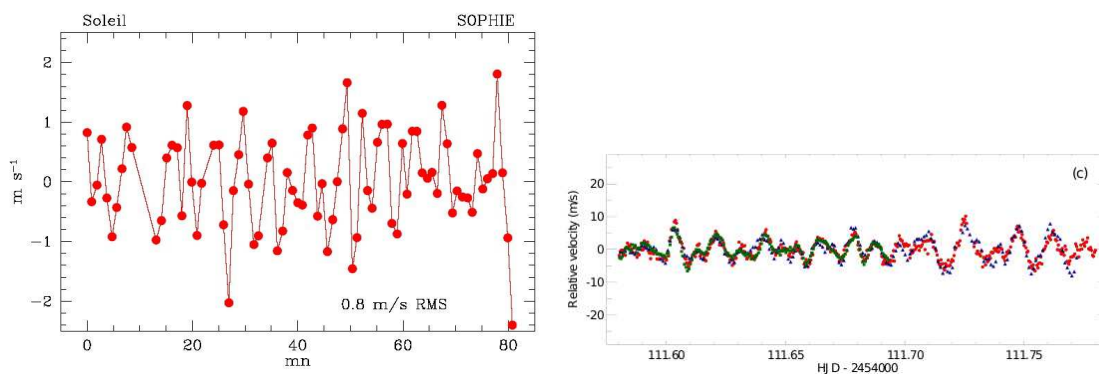 Soleil SOPHIE
2
1
0
−1
−2
m s⁻¹
0.8 m/s RMS
0 20 40 60 80
mn
(c)
20
10
0
-10
-20
Relative velocity (m/s)
111.60 111.65 111.70 111.75
HJD - 2454000